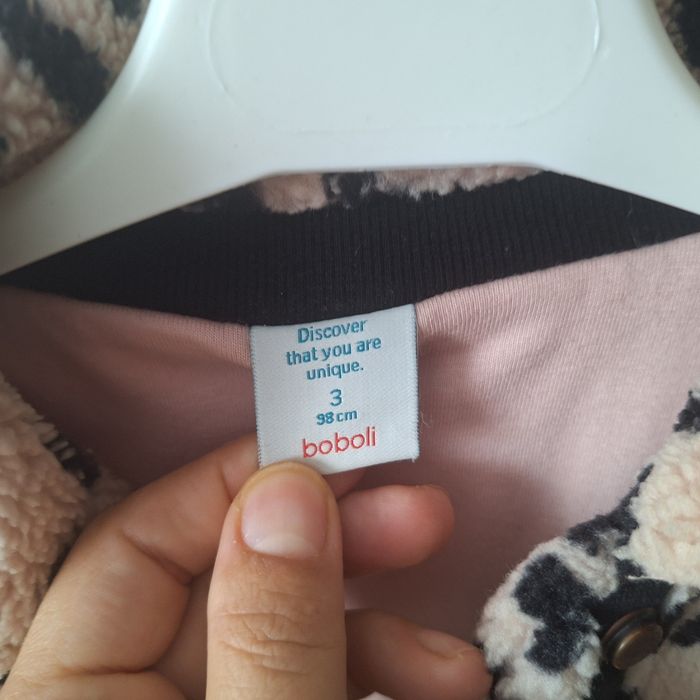 Discover
that you are
unique.
3
98 cm
boboli